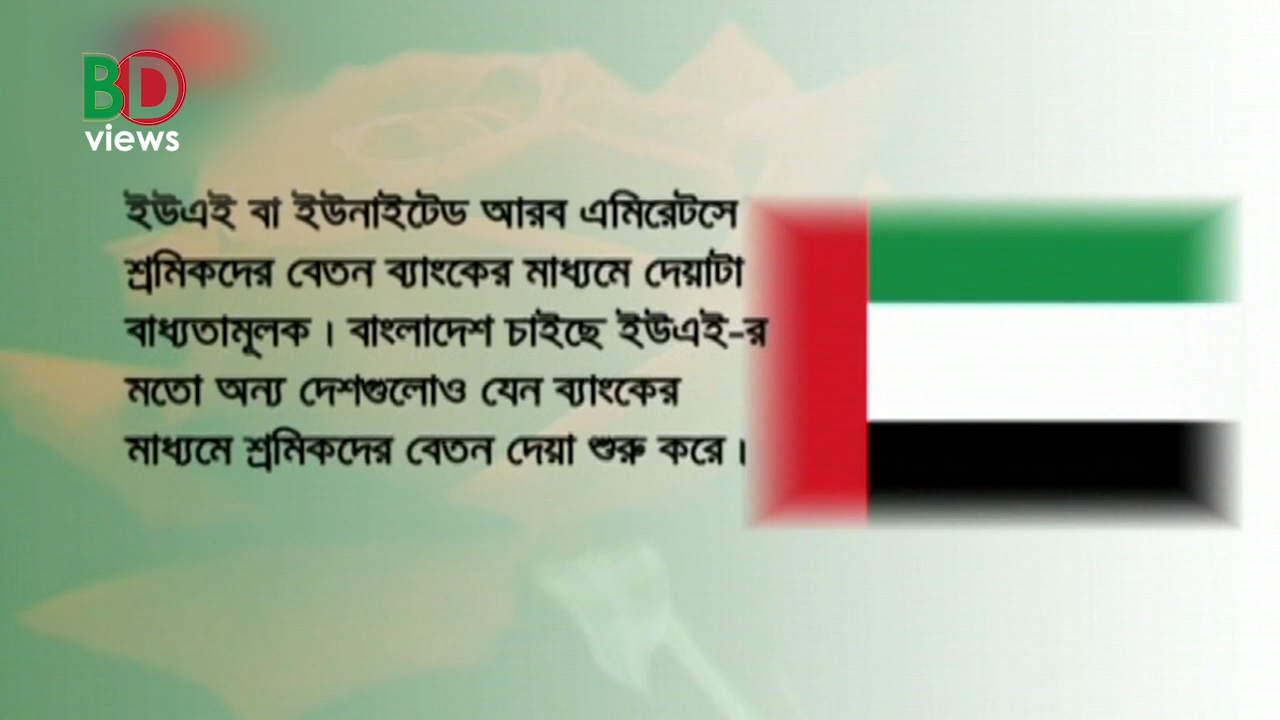 BD
views
ইউএই বা ইউনাইটেড আরব এমিরেটসে
শ্রমিকদের বেতন ব্যাংকের মাধ্যমে দেয়াটা
বাধ্যতামূলক। বাংলাদেশ চাইছে ইউএই-র
মতো অন্য দেশগুলোও যেন ব্যাংকের
মাধ্যমে শ্রমিকদের বেতন দেয়া শুরু করে।